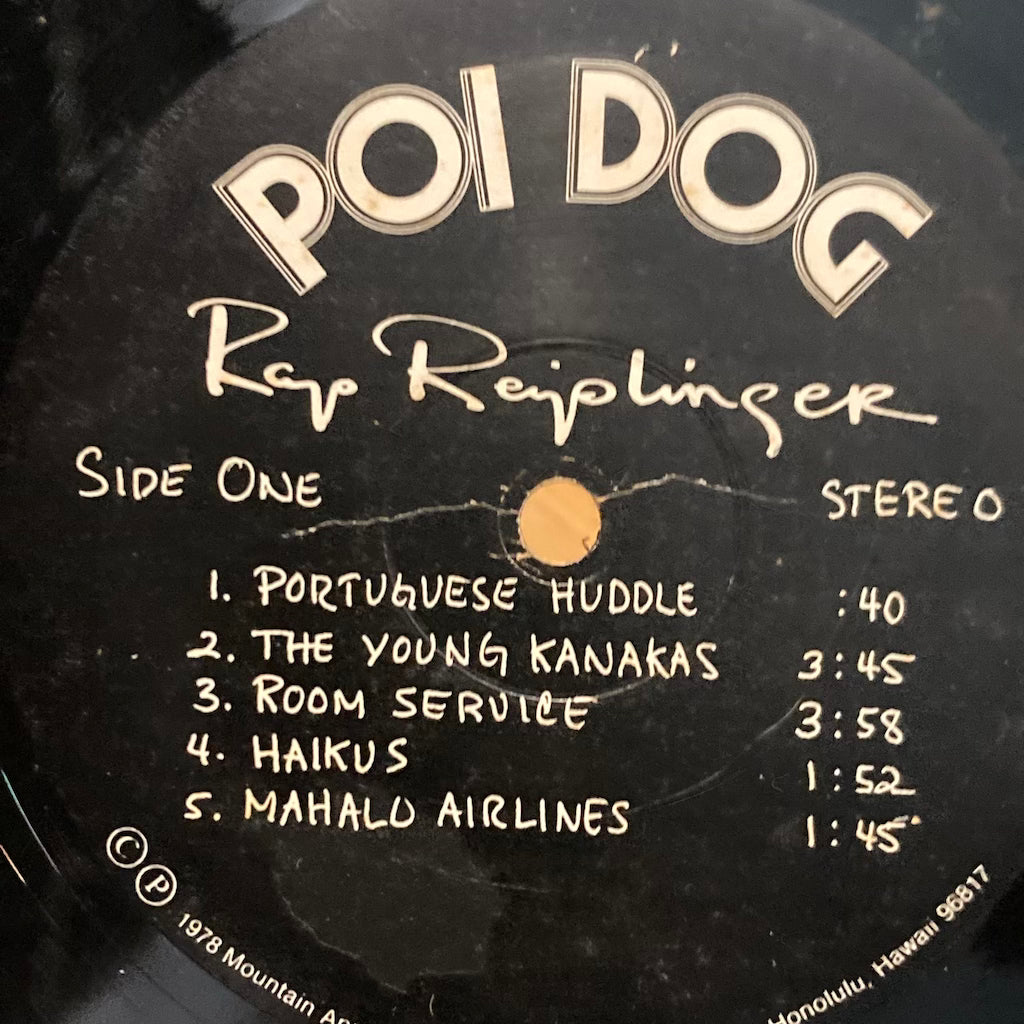 POI DOG
Rap Reiplinger
SIDE ONE
STEREO
1. PORTUGUESE HUDDLE :40
2. THE YOUNG KANAKAS 3:45
3. ROOM SERVICE 3:58
4. HAIKUS 1:52
5. MAHALO AIRLINES 1:45
© ℗ 1978 Mountain
Honolulu, Hawaii 96817